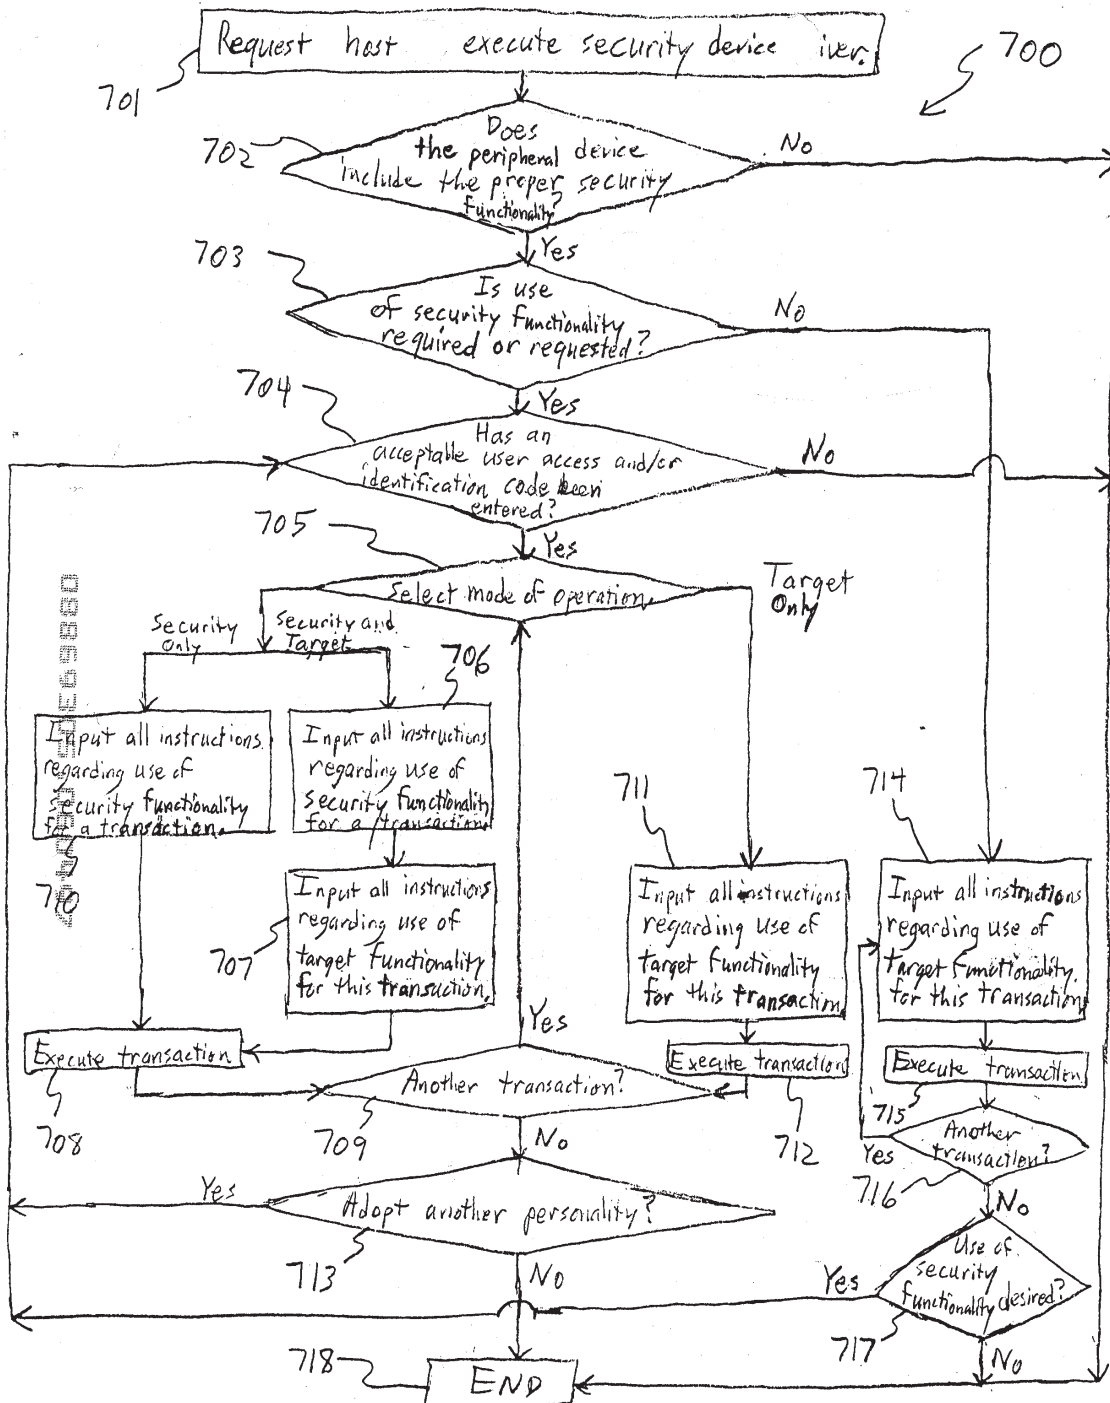 Request host execute security device iver.
701
700
702
Does
the peripheral device
include the proper security
functionality?
No
Yes
703
Is use
of security functionality
required or requested?
No
Yes
704
Has an
acceptable user access and/or
identification code been
entered?
No
Yes
705
Select mode of operation.
Target
Only
Security
Only
Security and
Target
706
Input all instructions
regarding use of
security functionality
for a transaction.
710
Input all instructions
regarding use of
security functionality
for a transaction.
707
Input all instructions
regarding use of
target functionality
for this transaction.
711
Input all instructions
regarding use of
target functionality
for this transaction
714
Input all instructions
regarding use of
target functionality
for this transaction
Execute transaction
708
Yes
Another transaction?
709
No
Execute transaction
712
Execute transaction
715
Another
transaction?
Yes
716
No
Yes
Adopt another personality?
713
No
Use of
security
functionality desired?
Yes
717
No
718
END